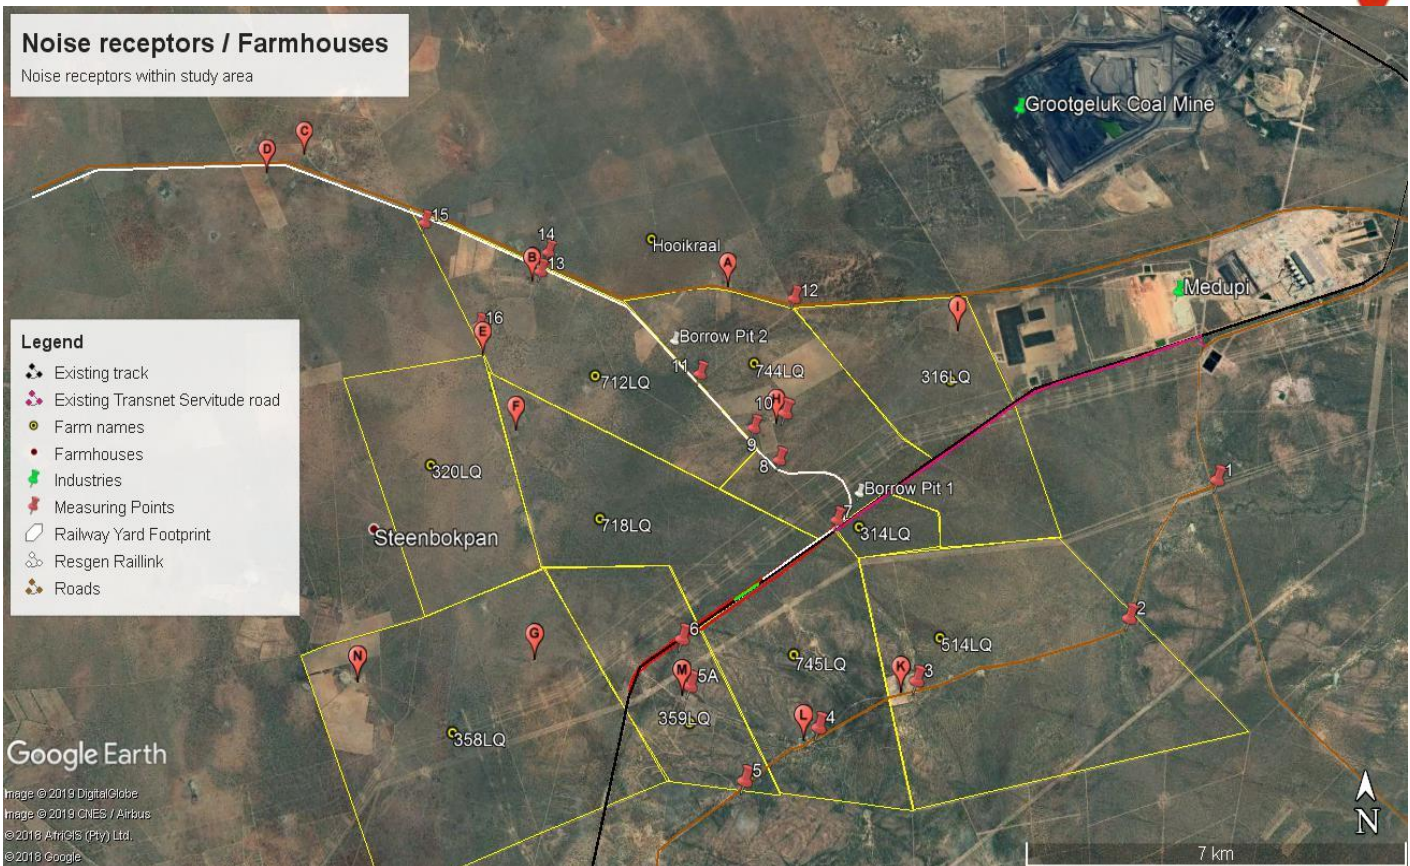 Noise receptors / Farmhouses
Noise receptors within study area
Grootgeluk Coal Mine
C
D
15
14
B
13
Hooikraal
A
12
Medupi
I
16
E
Borrow Pit 2
11
712LQ
744LQ
316LQ
Legend
Existing track
Existing Transnet Servitude road
Farm names
Farmhouses
Industries
Measuring Points
Railway Yard Footprint
Resgen Raillink
Roads
F
10
H
9
8
320LQ
1
Borrow Pit 1
7
718LQ
314LQ
Steenbokpan
2
6
G
514LQ
745LQ
N
M
5A
K
3
359LQ
L
4
358LQ
5
Google Earth
Image © 2019 DigitalGlobe
Image © 2019 CNES / Airbus
© 2018 AfriGIS (Pty) Ltd.
© 2018 Google
N
7 km